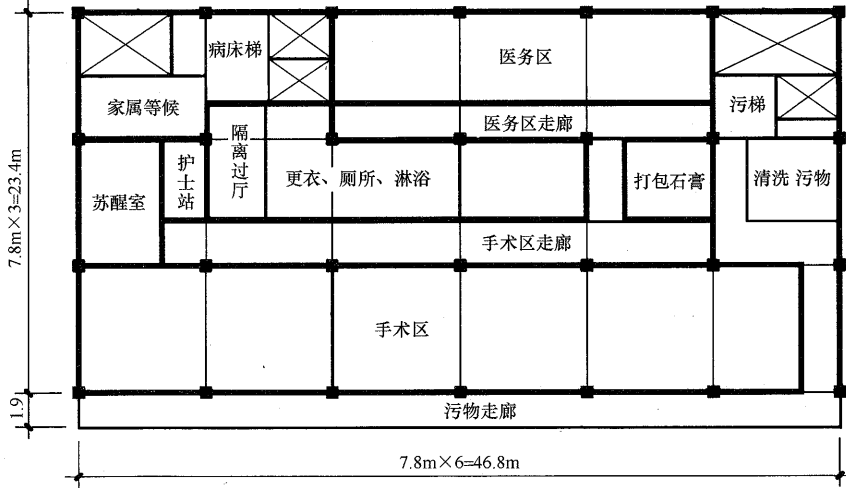 病床梯
医务区
家属等候
污梯
医务区走廊
隔离过厅
护士站
苏醒室
更衣、厕所、淋浴
打包石膏
清洗 污物
手术区走廊
手术区
污物走廊
7.8m×3=23.4m
1.9
7.8m×6=46.8m